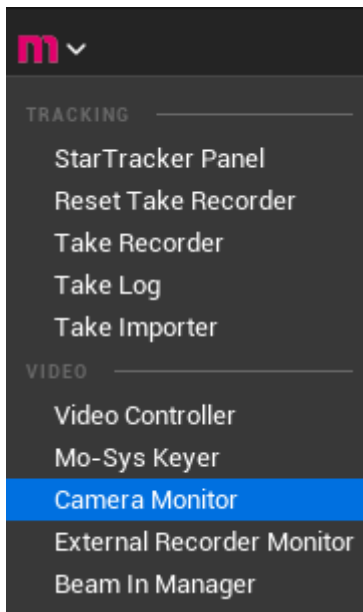 m
TRACKING
StarTracker Panel
Reset Take Recorder
Take Recorder
Take Log
Take Importer
VIDEO
Video Controller
Mo-Sys Keyer
Camera Monitor
External Recorder Monitor
Beam In Manager